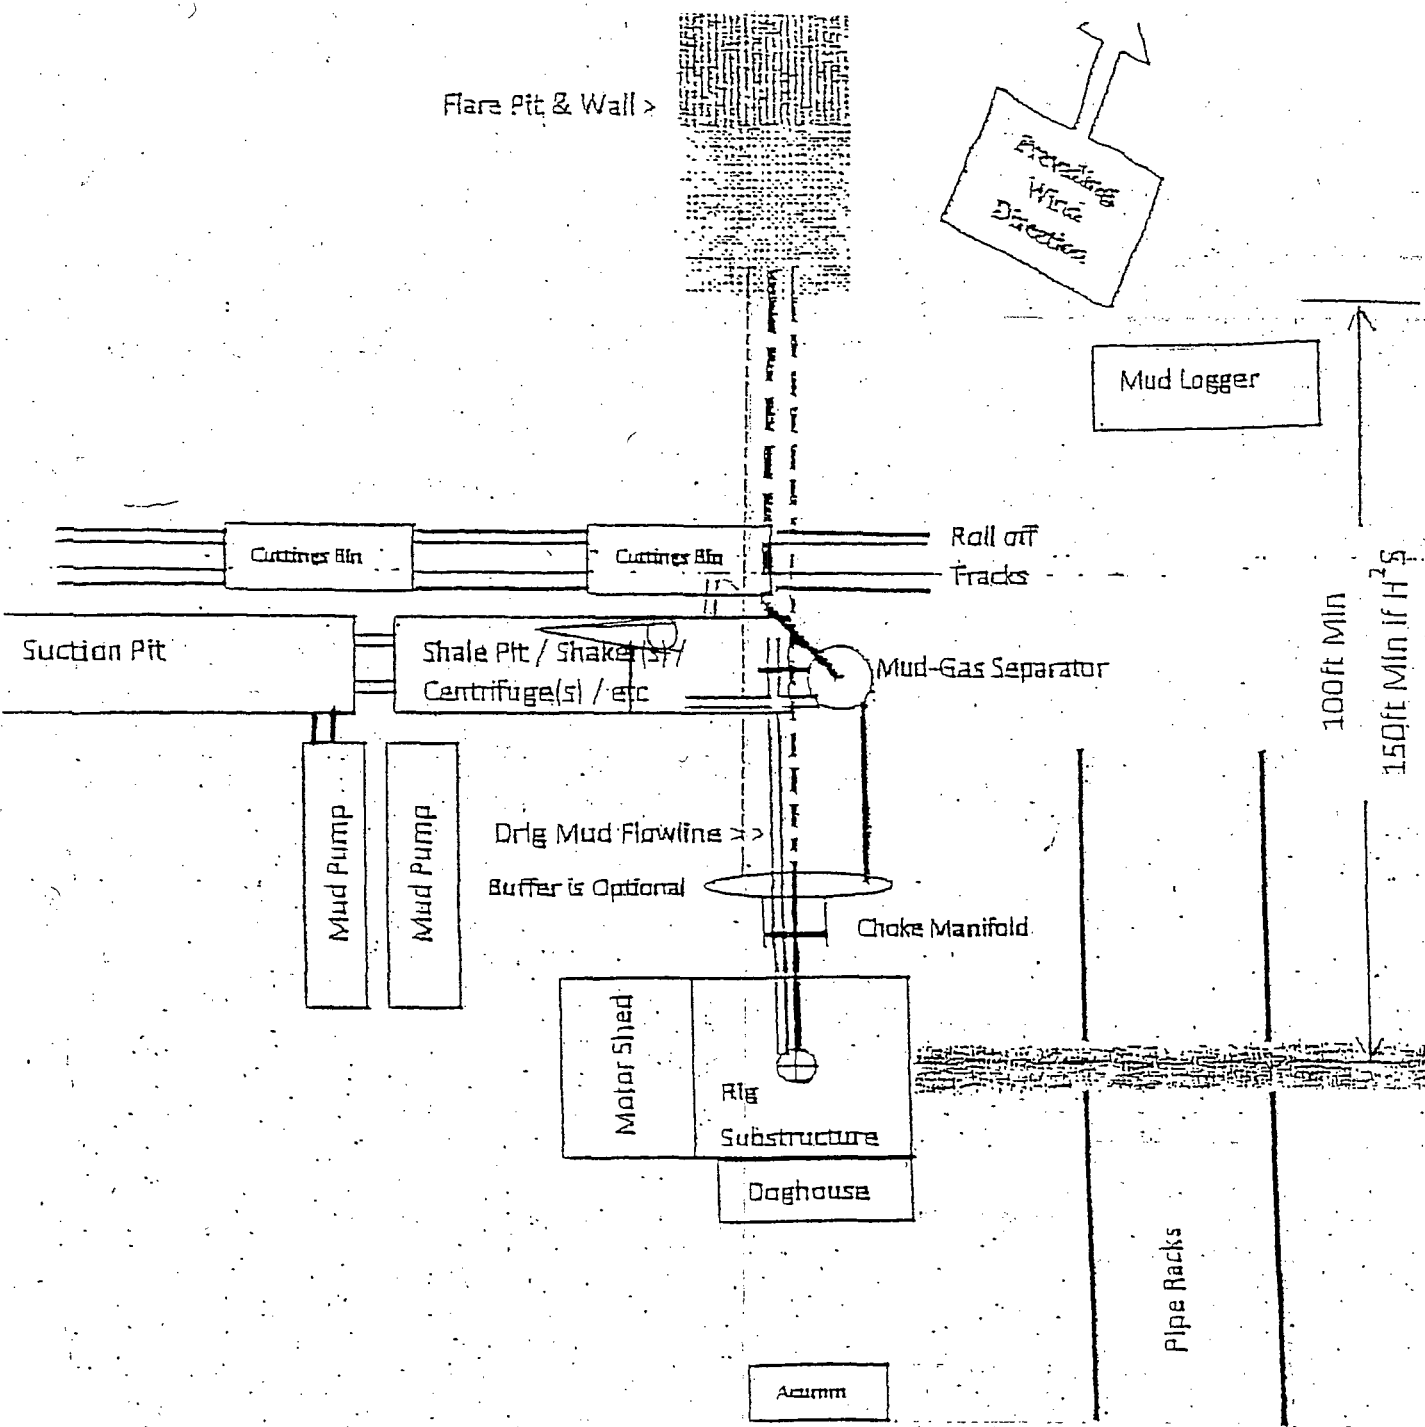 Flare Pit & Wall >
Prevailing
Wind
Direction
Mud Logger
Roll off
Tracks
Cuttings Bin
Cuttings Bin
100ft Min
150ft Min if H2S
Suction Pit
Shale Pit / Shaker(s) /
Centrifuge(s) / etc
Mud-Gas Separator
Mud Pump
Mud Pump
Drlg Mud Flowline > >
Buffer is Optional
Choke Manifold
Motor Shed
Rig
Substructure
Doghouse
Pipe Racks
Acumm